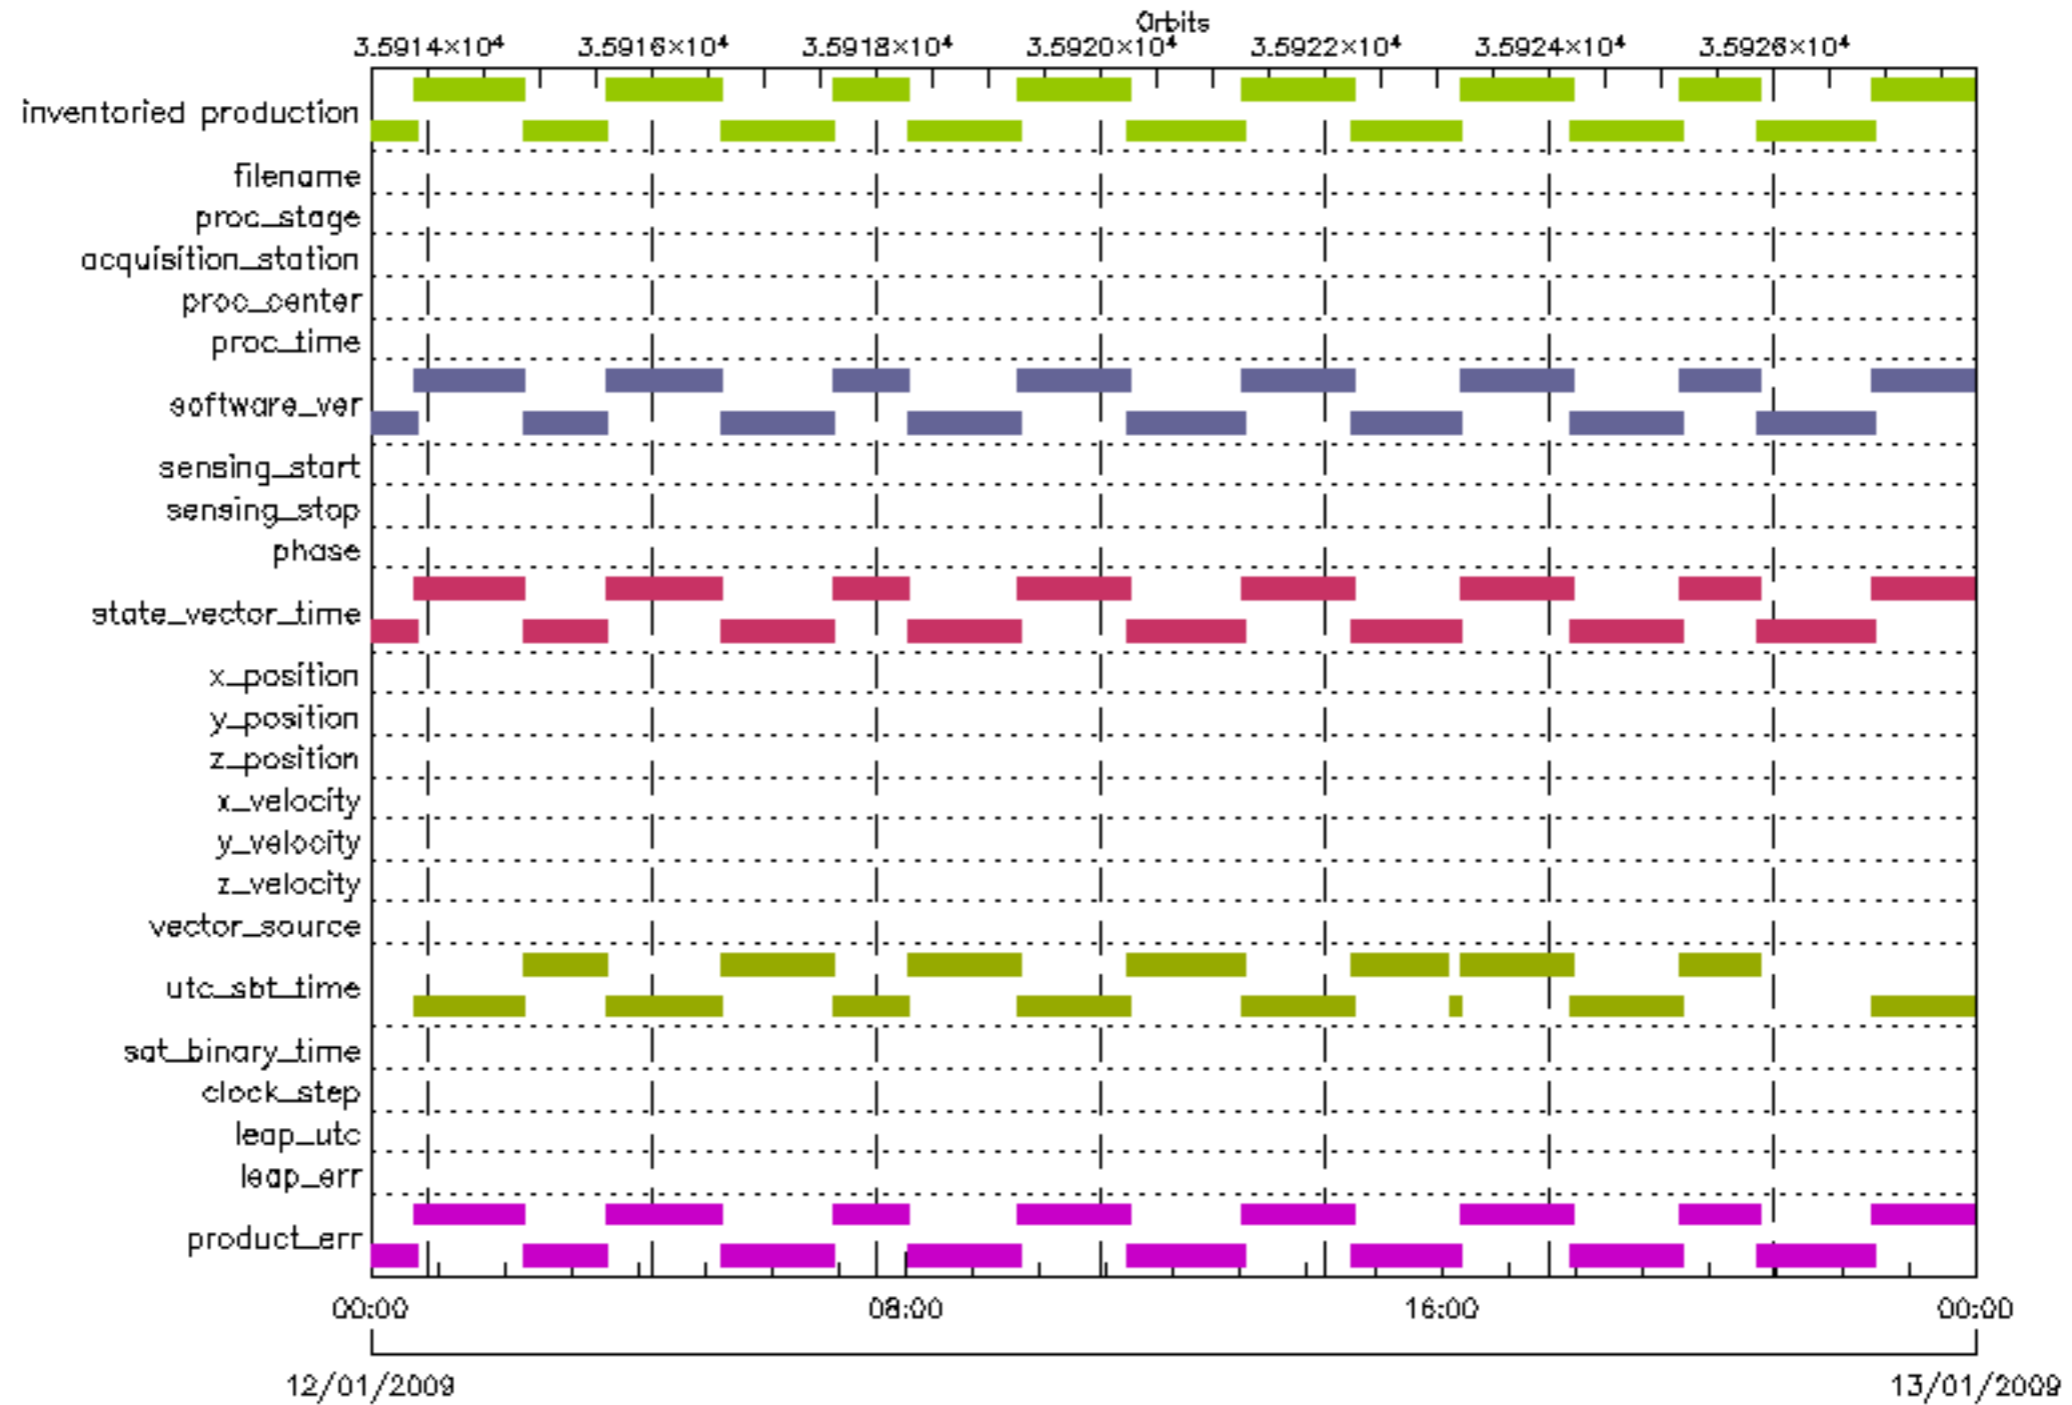 Orbits
3.5914×10⁴ 3.5916×10⁴ 3.5918×10⁴ 3.5920×10⁴ 3.5922×10⁴ 3.5924×10⁴ 3.5926×10⁴
inventoried production
filename
proc_stage
acquisition_station
proc_center
proc_time
software_ver
sensing_start
sensing_stop
phase
state_vector_time
x_position
y_position
z_position
x_velocity
y_velocity
z_velocity
vector_source
utc_sbt_time
sat_binary_time
clock_step
leap_utc
leap_err
product_err
00:00 08:00 16:00 00:00
12/01/2009 13/01/2009